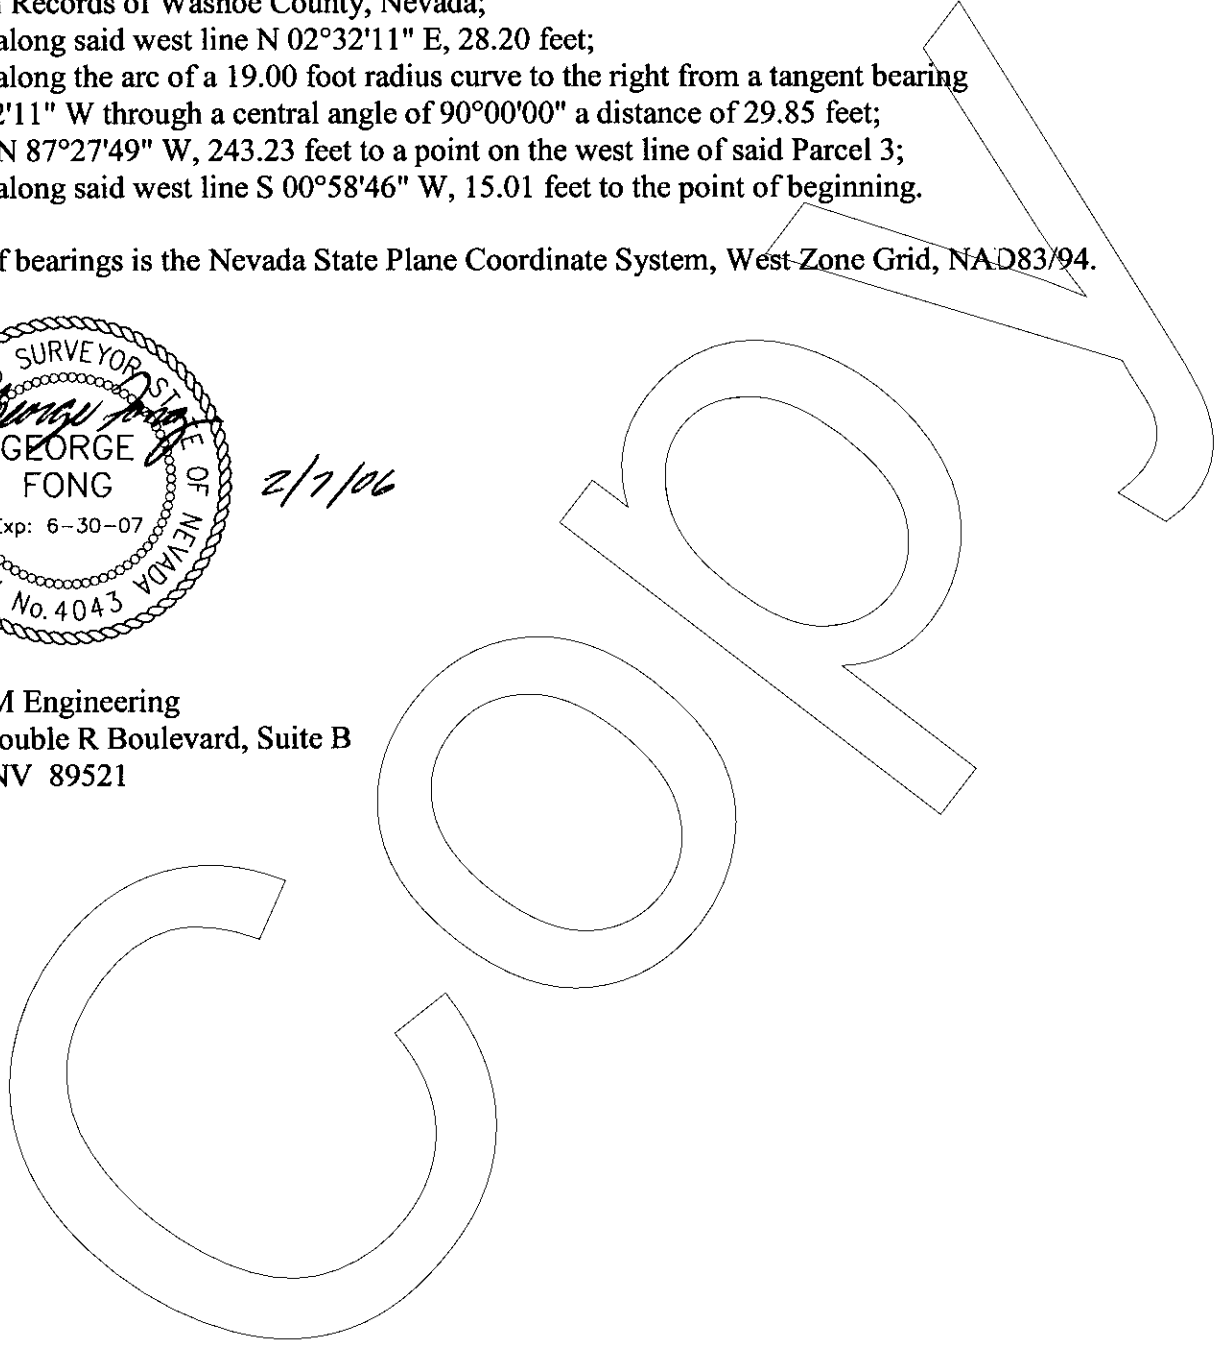 Records of Washoe County, Nevada;
along said west line N 02°32'11" E, 28.20 feet;
along the arc of a 19.00 foot radius curve to the right from a tangent bearing
2'11" W through a central angle of 90°00'00" a distance of 29.85 feet;
N 87°27'49" W, 243.23 feet to a point on the west line of said Parcel 3;
along said west line S 00°58'46" W, 15.01 feet to the point of beginning.
f bearings is the Nevada State Plane Coordinate System, West Zone Grid, NAD83/94.
SURVEYOR STATE OF NEVADA
George Fong
GEORGE
FONG
Exp: 6-30-07
No. 4043
2/7/06
M Engineering
ouble R Boulevard, Suite B
NV 89521
Copy